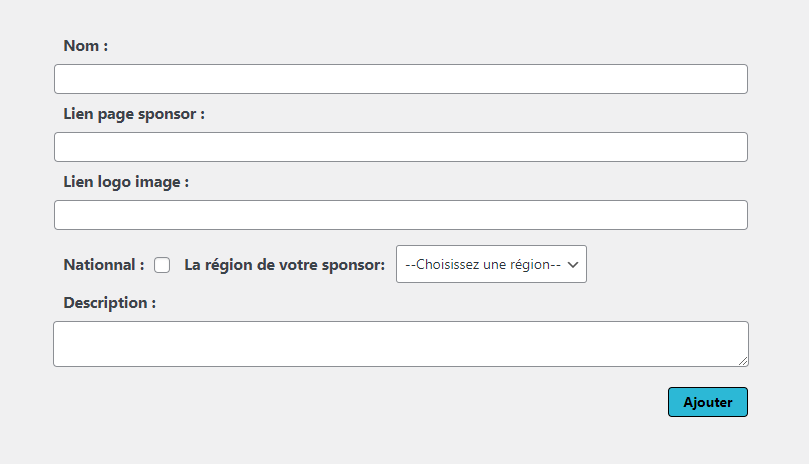 Nom :
Lien page sponsor :
Lien logo image :
Nationnal : La région de votre sponsor: --Choisissez une région--
Description :
Ajouter